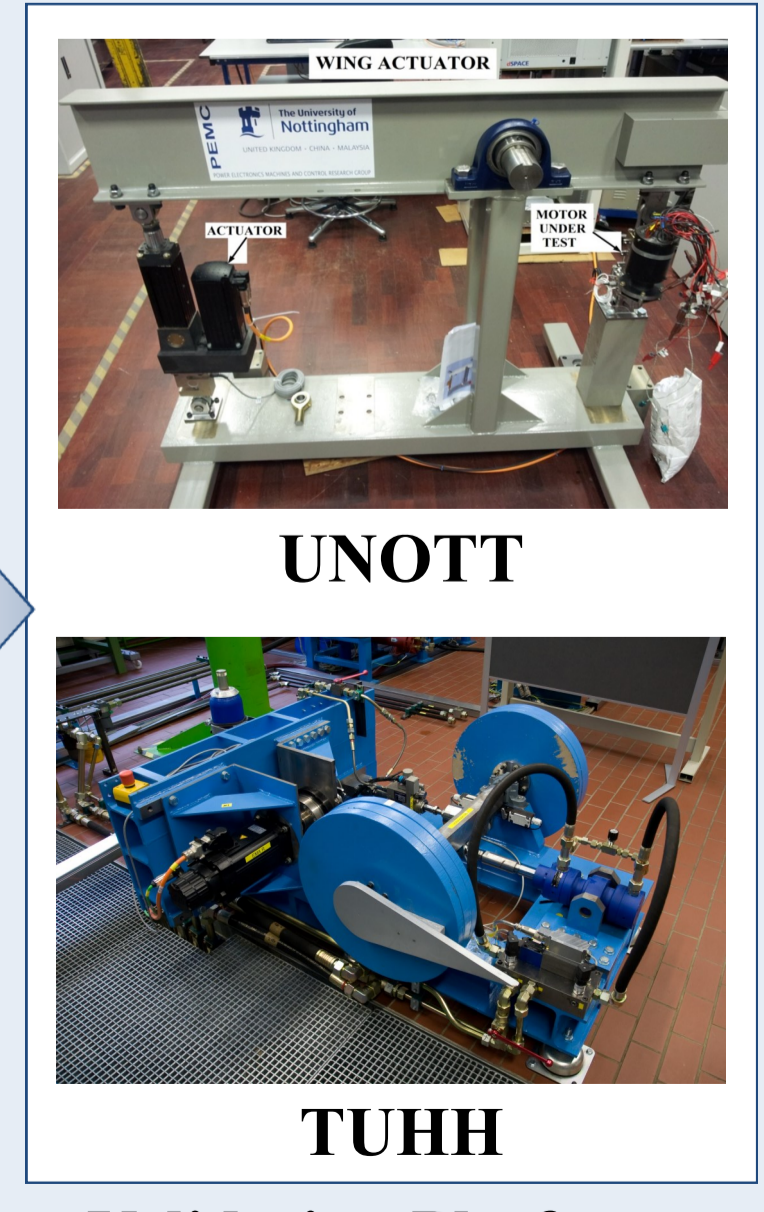 WING ACTUATOR
dSPACE
PEMC
The University of
Nottingham
UNITED KINGDOM - CHINA - MALAYSIA
POWER ELECTRONICS MACHINES AND CONTROL RESEARCH GROUP
ACTUATOR
MOTOR
UNDER
TEST
UNOTT
TUHH